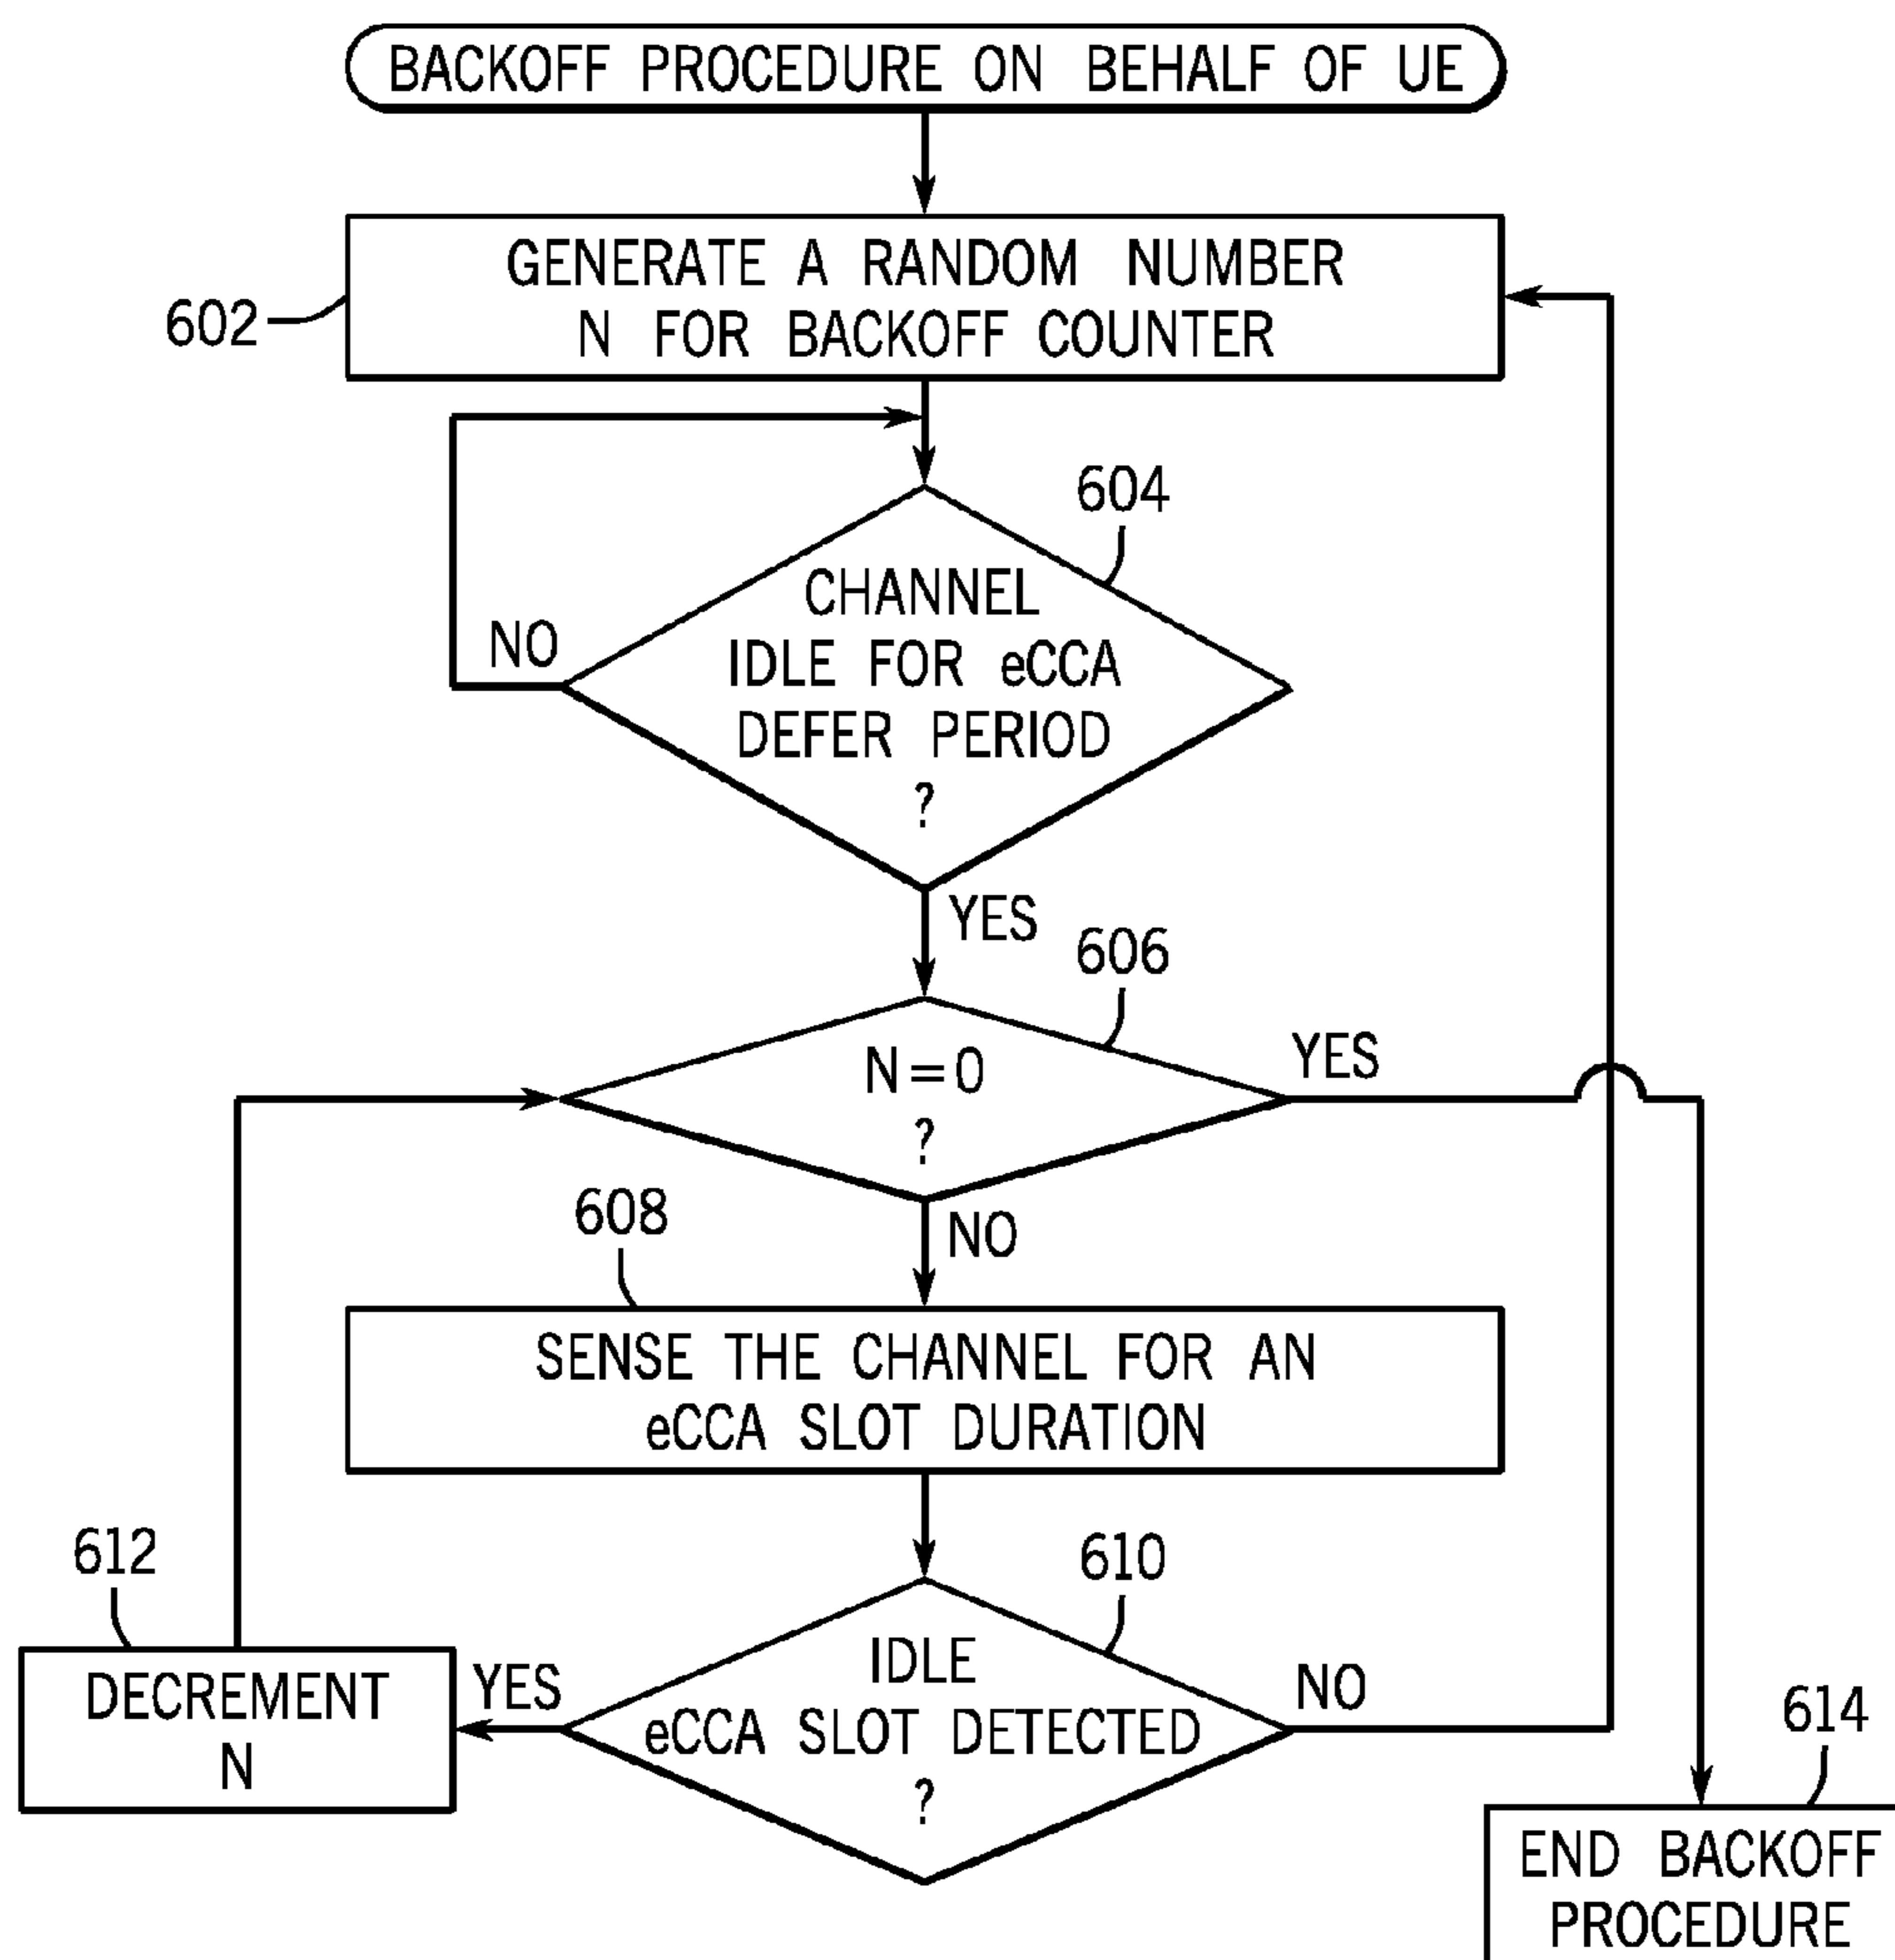 BACKOFF PROCEDURE ON BEHALF OF UE
GENERATE A RANDOM NUMBER
N FOR BACKOFF COUNTER
602
604
CHANNEL
IDLE FOR eCCA
DEFER PERIOD
?
NO
YES
606
N=0
?
YES
NO
608
SENSE THE CHANNEL FOR AN
eCCA SLOT DURATION
610
IDLE
eCCA SLOT DETECTED
?
YES
NO
612
DECREMENT
N
614
END BACKOFF
PROCEDURE